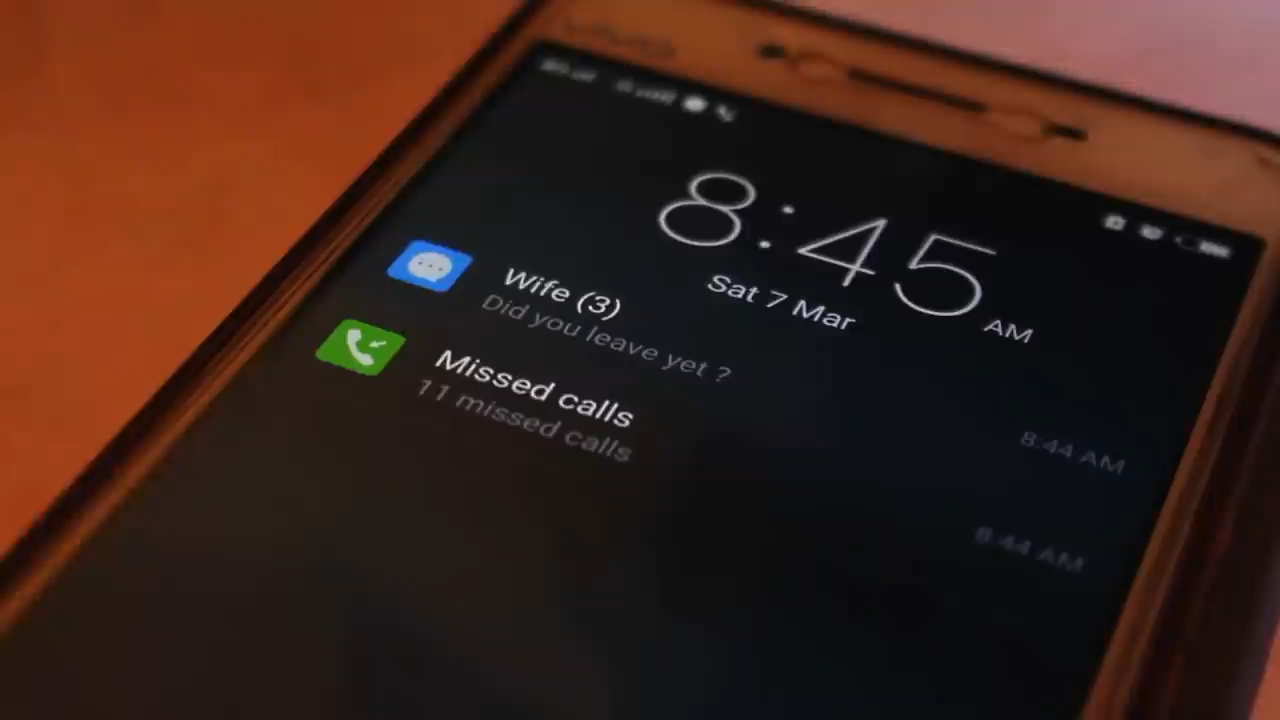 vivo
8:45 AM
Sat 7 Mar
Wife (3)
Did you leave yet ?
8:44 AM
Missed calls
11 missed calls
8:44 AM